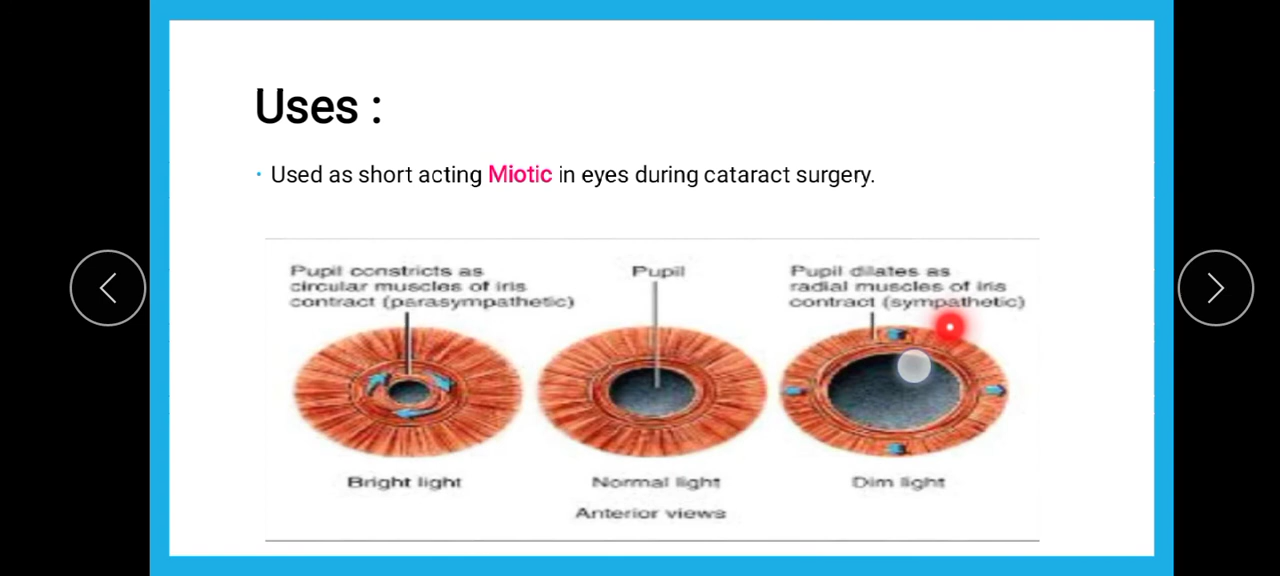 Uses :
· Used as short acting Miotic in eyes during cataract surgery.
Pupil constricts as
circular muscles of iris
contract (parasympathetic)
Pupil
Pupil dilates as
radial muscles of iris
contract (sympathetic)
Bright light
Normal light
Dim light
Anterior views